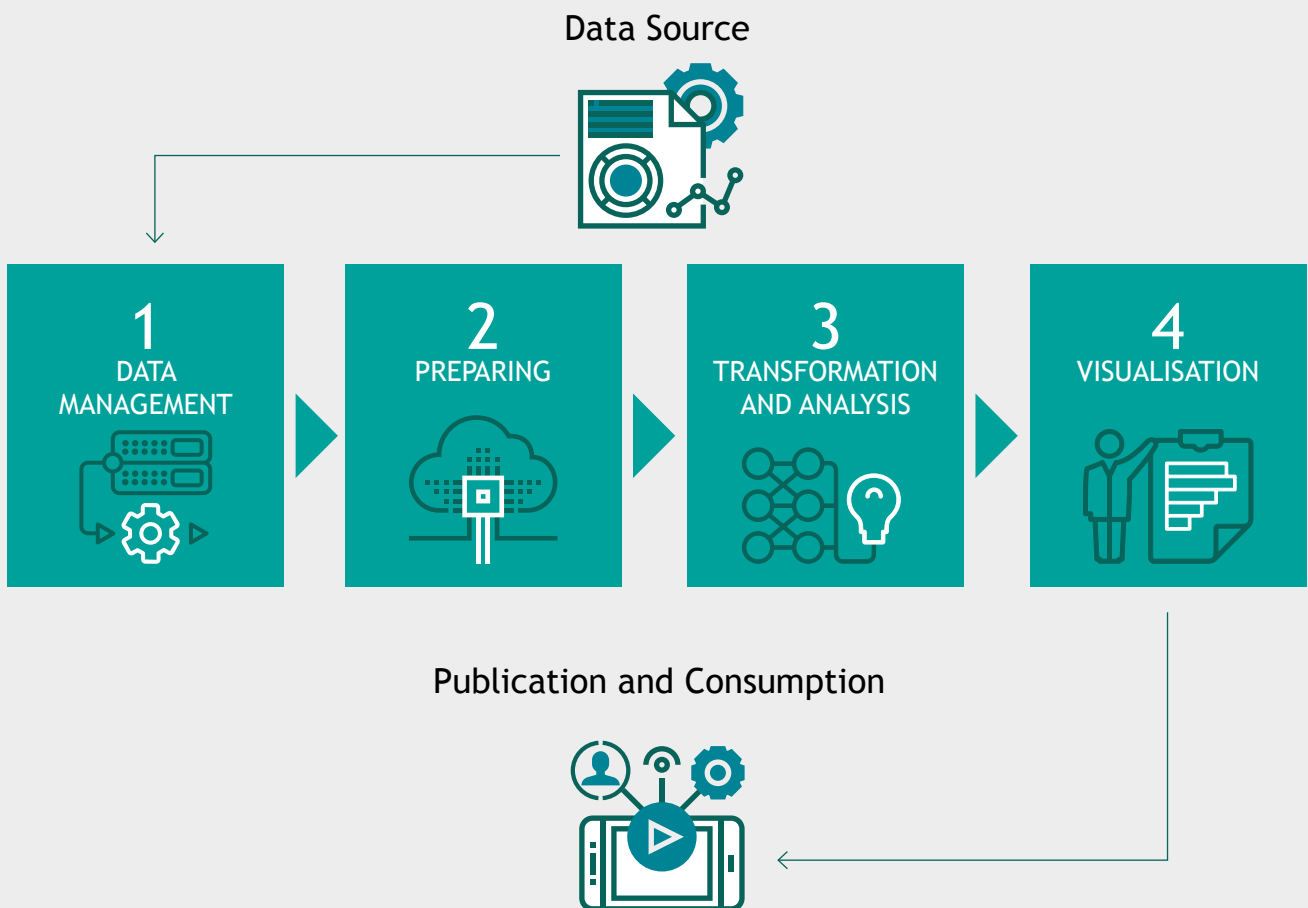 Data Source
1
DATA
MANAGEMENT
2
PREPARING
3
TRANSFORMATION
AND ANALYSIS
4
VISUALISATION
Publication and Consumption